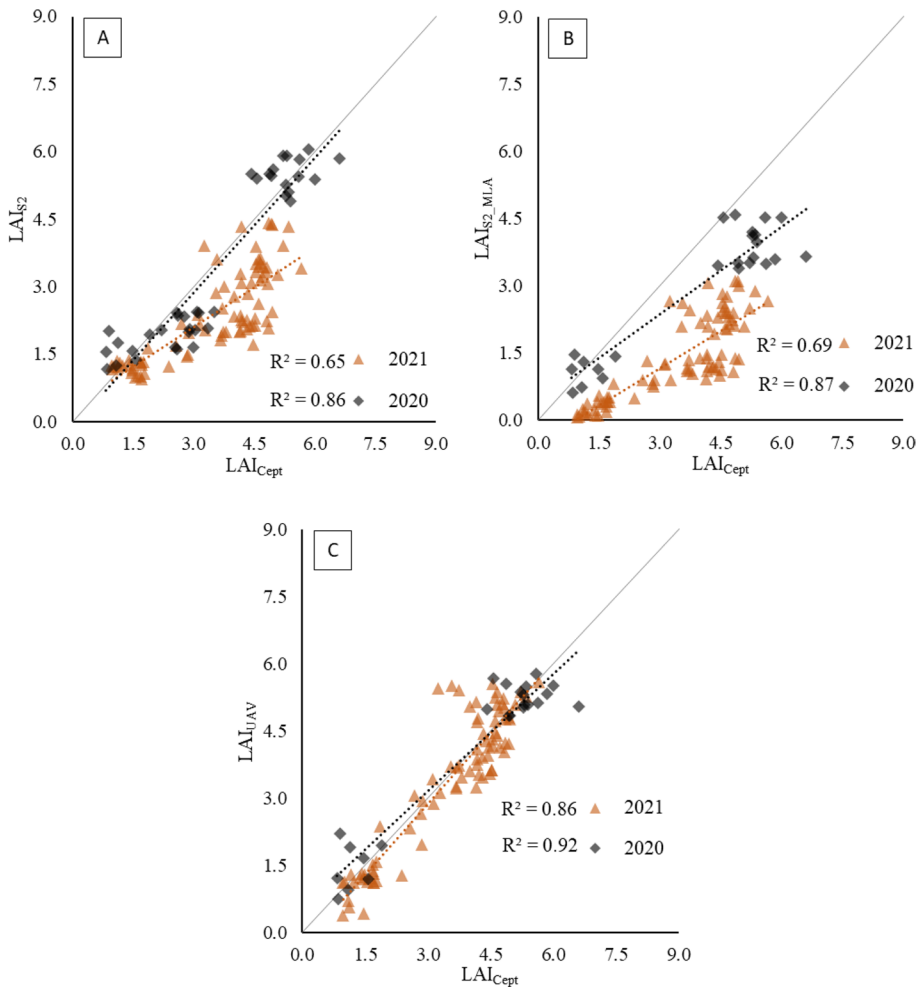 A
9.0
7.5
6.0
4.5
3.0
1.5
0.0
LAI_S2
R² = 0.65 2021
R² = 0.86 2020
0.0 1.5 3.0 4.5 6.0 7.5 9.0
LAI_Cept
B
9.0
7.5
6.0
4.5
3.0
1.5
0.0
LAI_S2_MLA
R² = 0.69 2021
R² = 0.87 2020
0.0 1.5 3.0 4.5 6.0 7.5 9.0
LAI_Cept
C
9.0
7.5
6.0
4.5
3.0
1.5
0.0
LAI_UAV
R² = 0.86 2021
R² = 0.92 2020
0.0 1.5 3.0 4.5 6.0 7.5 9.0
LAI_Cept